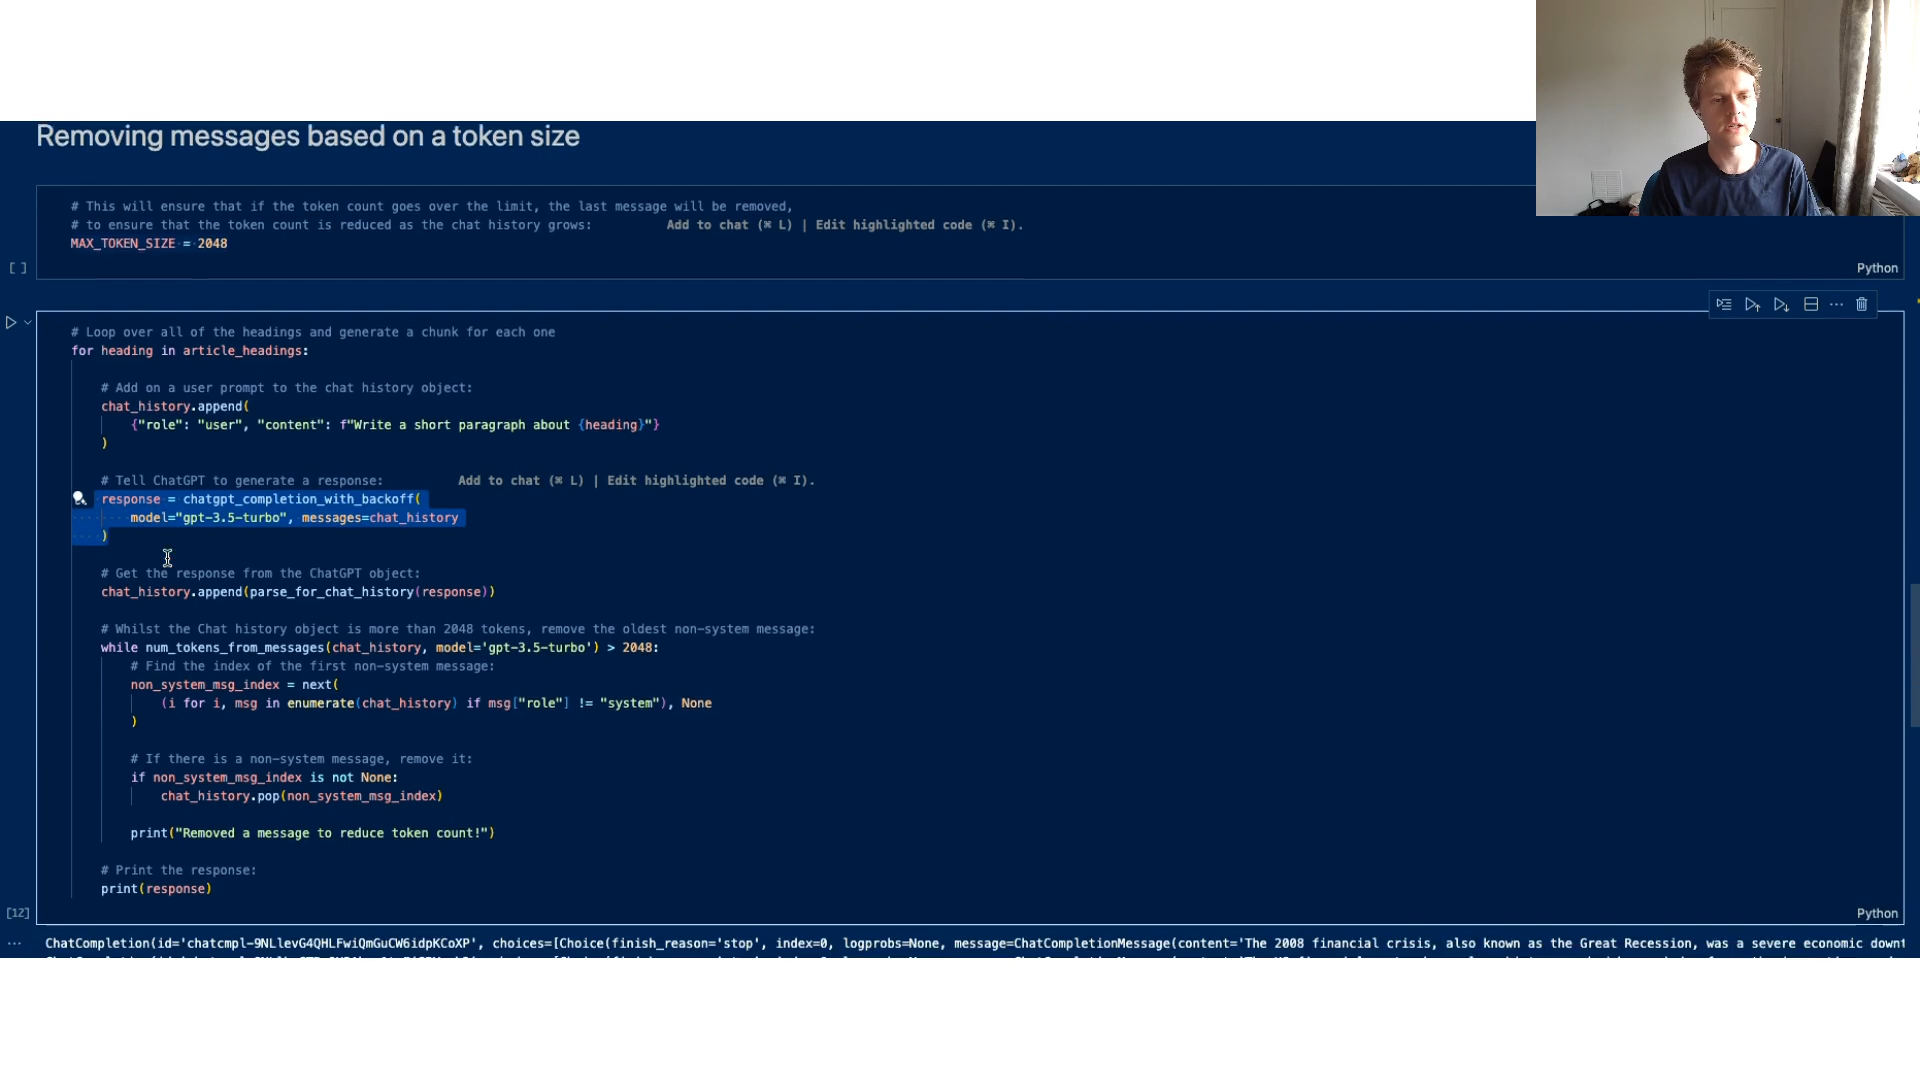 Removing messages based on a token size
# This will ensure that if the token count goes over the limit, the last message will be removed,
# to ensure that the token count is reduced as the chat history grows: Add to chat (⌘ L) | Edit highlighted code (⌘ I).
MAX_TOKEN_SIZE = 2048
[ ]
Python
# Loop over all of the headings and generate a chunk for each one
for heading in article_headings:
# Add on a user prompt to the chat history object:
chat_history.append(
{"role": "user", "content": f"Write a short paragraph about {heading}"}
)
# Tell ChatGPT to generate a response: Add to chat (⌘ L) | Edit highlighted code (⌘ I).
response = chatgpt_completion_with_backoff(
model="gpt-3.5-turbo", messages=chat_history
)
# Get the response from the ChatGPT object:
chat_history.append(parse_for_chat_history(response))
# Whilst the Chat history object is more than 2048 tokens, remove the oldest non-system message:
while num_tokens_from_messages(chat_history, model='gpt-3.5-turbo') > 2048:
# Find the index of the first non-system message:
non_system_msg_index = next(
(i for i, msg in enumerate(chat_history) if msg["role"] != "system"), None
)
# If there is a non-system message, remove it:
if non_system_msg_index is not None:
chat_history.pop(non_system_msg_index)
print("Removed a message to reduce token count!")
# Print the response:
print(response)
[12]
Python
ChatCompletion(id='chatcmpl-9NLlevG4QHLFwiQmGuCW6idpKCoXP', choices=[Choice(finish_reason='stop', index=0, logprobs=None, message=ChatCompletionMessage(content='The 2008 financial crisis, also known as the Great Recession, was a severe economic downt